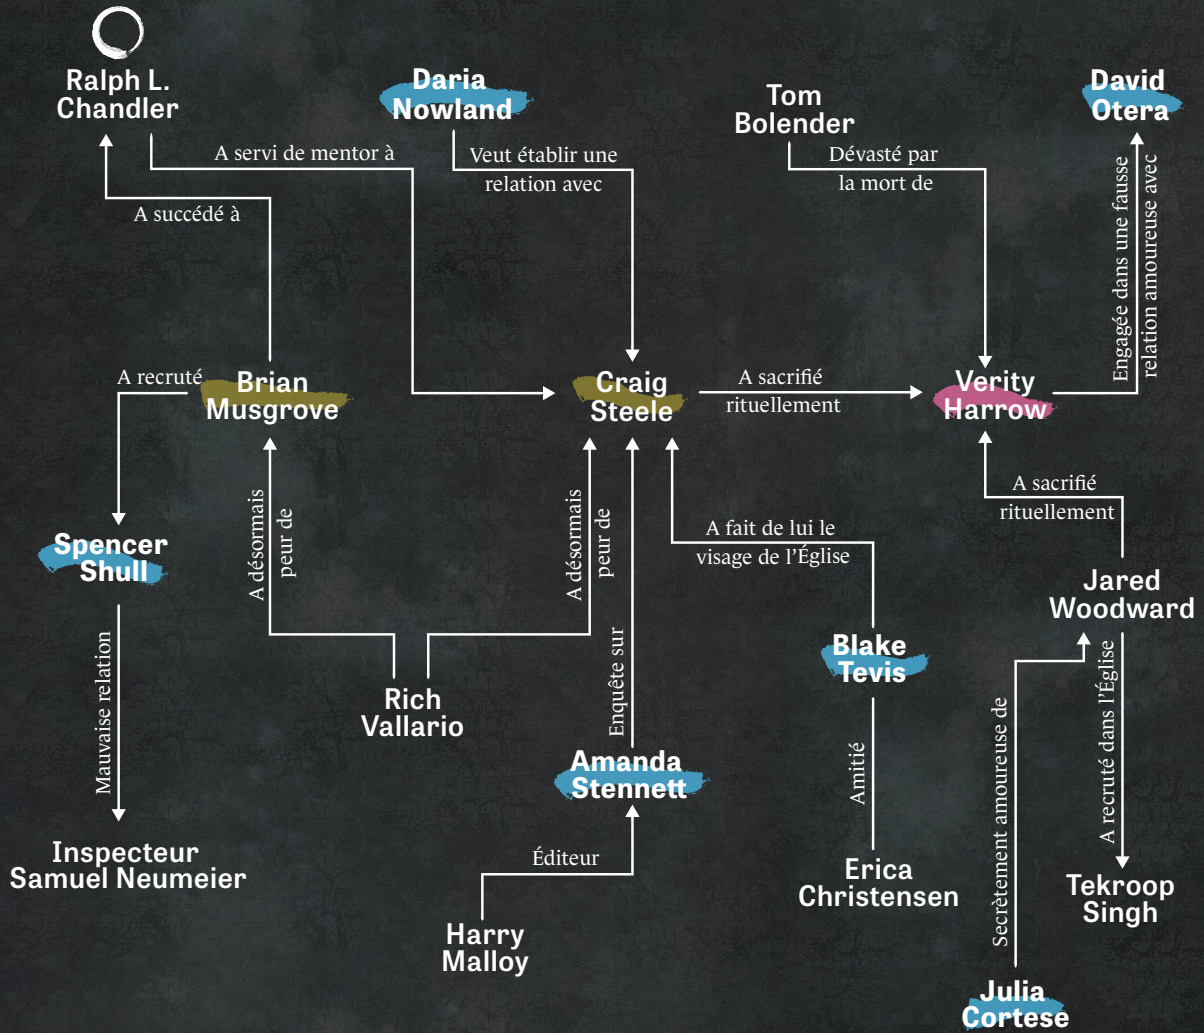 Ralph L.
Chandler
Daria
Nowland
Tom
Bolender
David
Otera
A servi de mentor à
Veut établir une
relation avec
Dévasté par
la mort de
A succédé à
Engagée dans une fausse
relation amoureuse avec
A recruté
Brian
Musgrove
Craig
Steele
A sacrifié
rituellement
Verity
Harrow
A désormais
peur de
A désormais
peur de
A fait de lui le
visage de l'Église
A sacrifié
rituellement
Spencer
Shull
Jared
Woodward
Mauvaise relation
Rich
Vallario
Enquête sur
Blake
Tevis
Secrètement amoureuse de
A recruté dans l'Église
Amanda
Stennett
Amitié
Inspecteur
Samuel Neumeier
Éditeur
Erica
Christensen
Tekroop
Singh
Harry
Malloy
Julia
Cortese